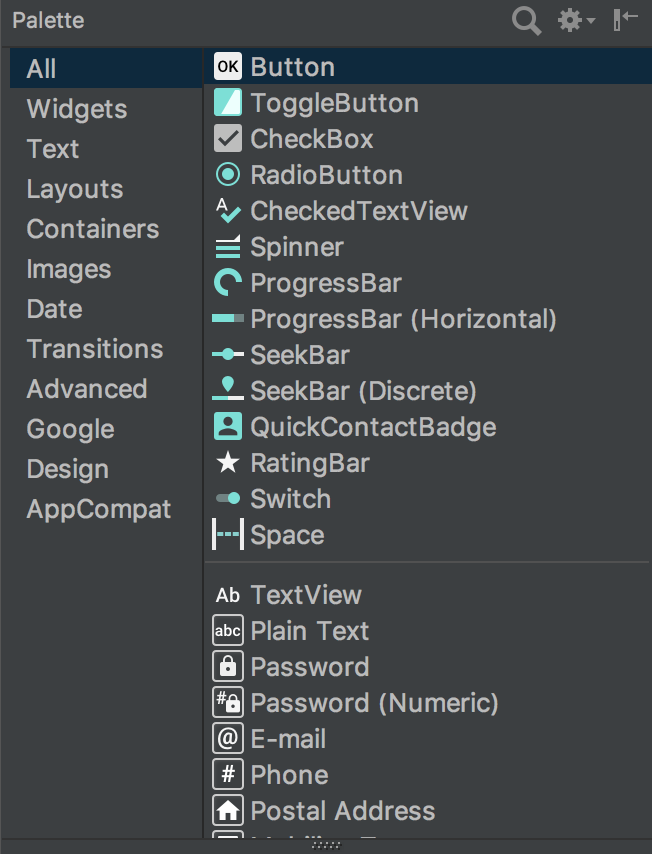 Palette
All
Widgets
Text
Layouts
Containers
Images
Date
Transitions
Advanced
Google
Design
AppCompat
OK Button
ToggleButton
CheckBox
RadioButton
A CheckedTextView
Spinner
ProgressBar
ProgressBar (Horizontal)
SeekBar
SeekBar (Discrete)
QuickContactBadge
RatingBar
Switch
Space
Ab TextView
abc Plain Text
Password
# Password (Numeric)
@ E-mail
# Phone
Postal Address